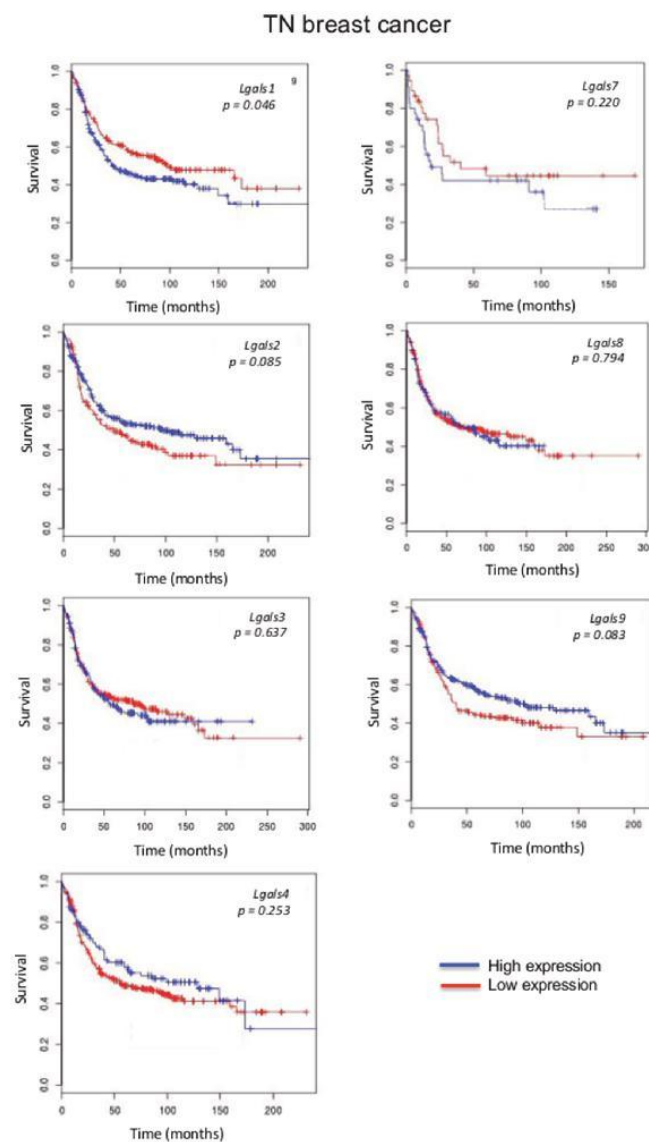 TN breast cancer
Lgals1
9
p = 0.046
1.0
0.8
0.6
0.4
0.2
0.0
Survival
0 50 100 150 200
Time (months)
Lgals7
p = 0.220
1.0
0.8
0.6
0.4
0.2
0.0
Survival
0 50 100 150
Time (months)
Lgals2
p = 0.085
1.0
0.8
0.6
0.4
0.2
0.0
Survival
0 50 100 150 200
Time (months)
Lgals8
p = 0.794
1.0
0.8
0.6
0.4
0.2
0.0
Survival
0 50 100 150 200 250 30
Time (months)
Lgals3
p = 0.637
1.0
0.8
0.6
0.4
0.2
0.0
Survival
0 50 100 150 200 250 300
Time (months)
Lgals9
p = 0.083
1.0
0.8
0.6
0.4
0.2
0.0
Survival
0 50 100 150 200
Time (months)
Lgals4
p = 0.253
1.0
0.8
0.6
0.4
0.2
0.0
Survival
0 50 100 150 200
Time (months)
High expression
Low expression